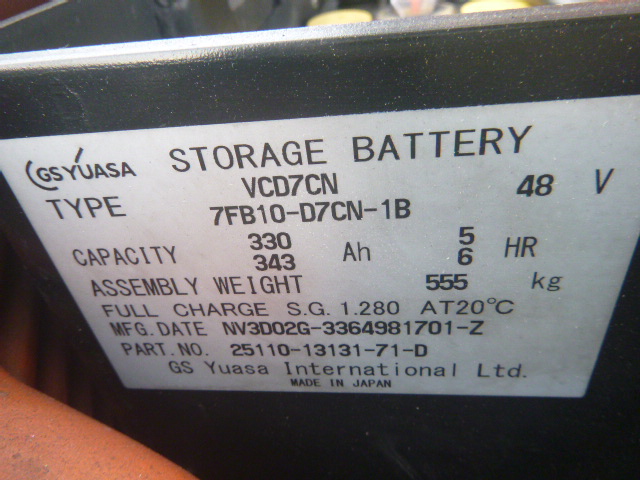 GS YUASA STORAGE BATTERY
TYPE VCD7CN 48 V
7FB10-D7CN-1B
CAPACITY 330 Ah 5 HR
343 6
ASSEMBLY WEIGHT 555 kg
FULL CHARGE S.G. 1.280 AT20°C
MFG.DATE NV3D02G-3364981701-Z
PART.NO. 25110-13131-71-D
GS Yuasa International Ltd.
MADE IN JAPAN